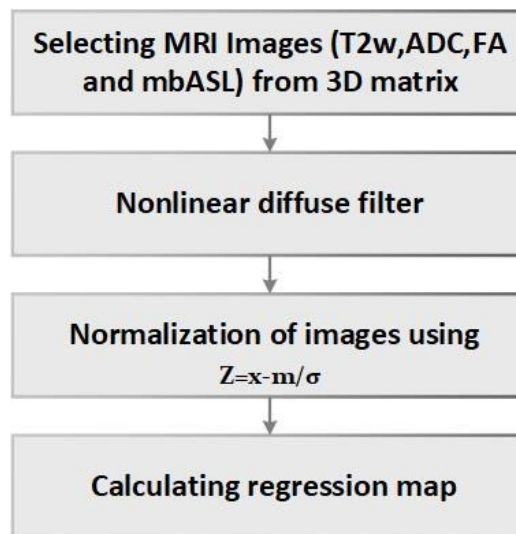 Selecting MRI Images (T2w,ADC,FA
and mbASL) from 3D matrix
Nonlinear diffuse filter
Normalization of images using
Z=x-m/σ
Calculating regression map